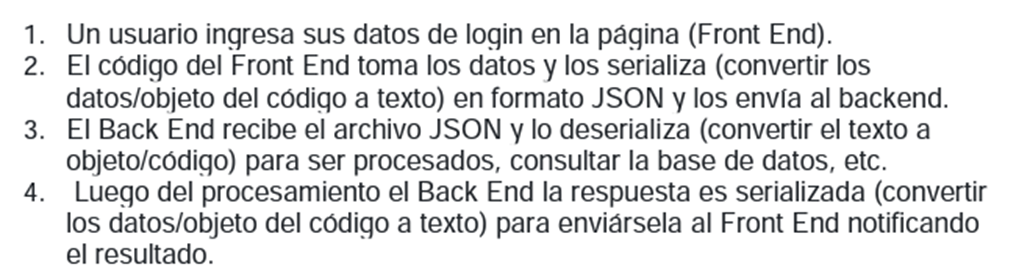 1. Un usuario ingresa sus datos de login en la página (Front End).
2. El código del Front End toma los datos y los serializa (convertir los
datos/objeto del código a texto) en formato JSON y los envía al backend.
3. El Back End recibe el archivo JSON y lo deserializa (convertir el texto a
objeto/código) para ser procesados, consultar la base de datos, etc.
4. Luego del procesamiento el Back End la respuesta es serializada (convertir
los datos/objeto del código a texto) para enviársela al Front End notificando
el resultado.